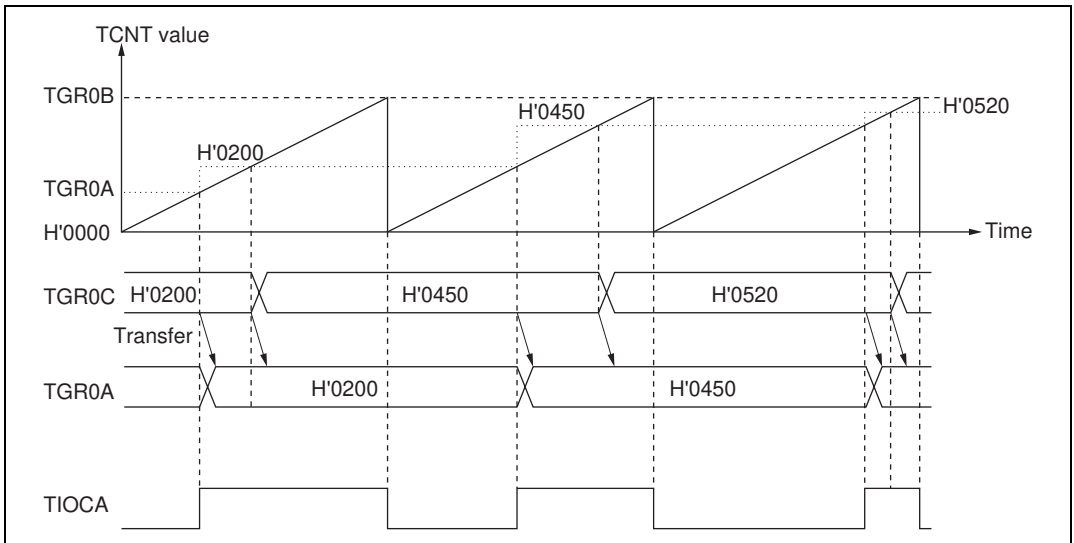 TCNT value
TGR0B
H'0520
H'0450
H'0200
TGR0A
H'0000
Time
TGR0C H'0200 H'0450 H'0520
Transfer
TGR0A H'0200 H'0450
TIOCA